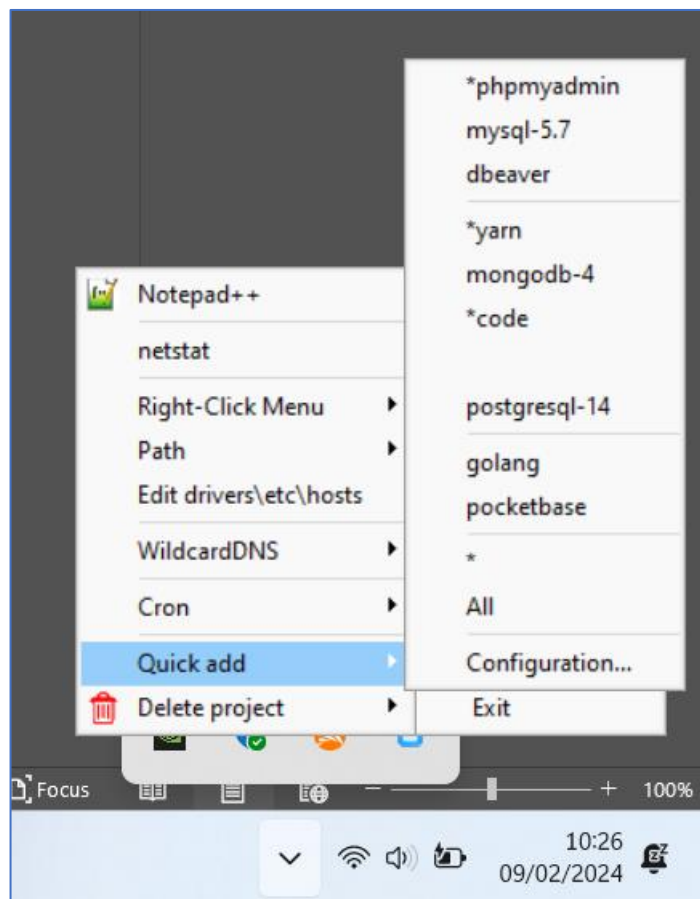 *phpmyadmin
mysql-5.7
dbeaver
*yarn
mongodb-4
*code
postgresql-14
golang
pocketbase
*
All
Configuration...
Exit
Notepad++
netstat
Right-Click Menu
Path
Edit drivers\etc\hosts
WildcardDNS
Cron
Quick add
Delete project
Focus
100%
10:26
09/02/2024